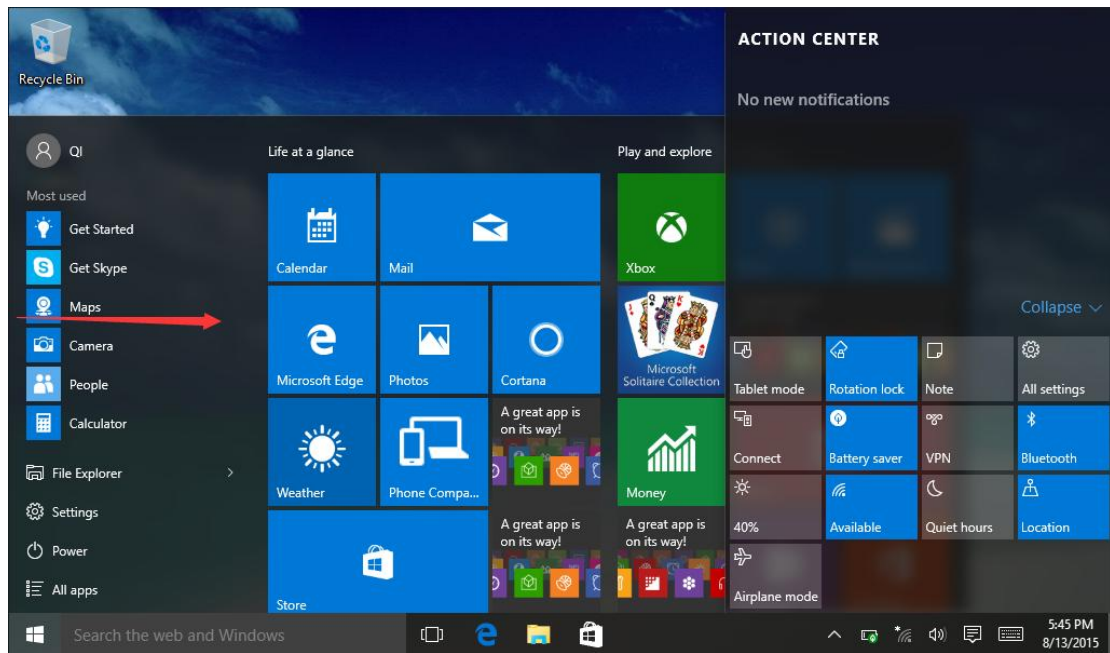 Recycle Bin
ACTION CENTER
No new notifications
QI
Most used
Get Started
Get Skype
Maps
Camera
People
Calculator
File Explorer
Settings
Power
All apps
Life at a glance
Calendar
Mail
Microsoft Edge
Photos
Cortana
Weather
Phone Compa...
A great app is
on its way!
Store
A great app is
on its way!
Play and explore
Xbox
Microsoft
Solitaire Collection
Money
A great app is
on its way!
Collapse
Tablet mode
Rotation lock
Note
All settings
Connect
Battery saver
VPN
Bluetooth
40%
Available
Quiet hours
Location
Airplane mode
Search the web and Windows
5:45 PM
8/13/2015